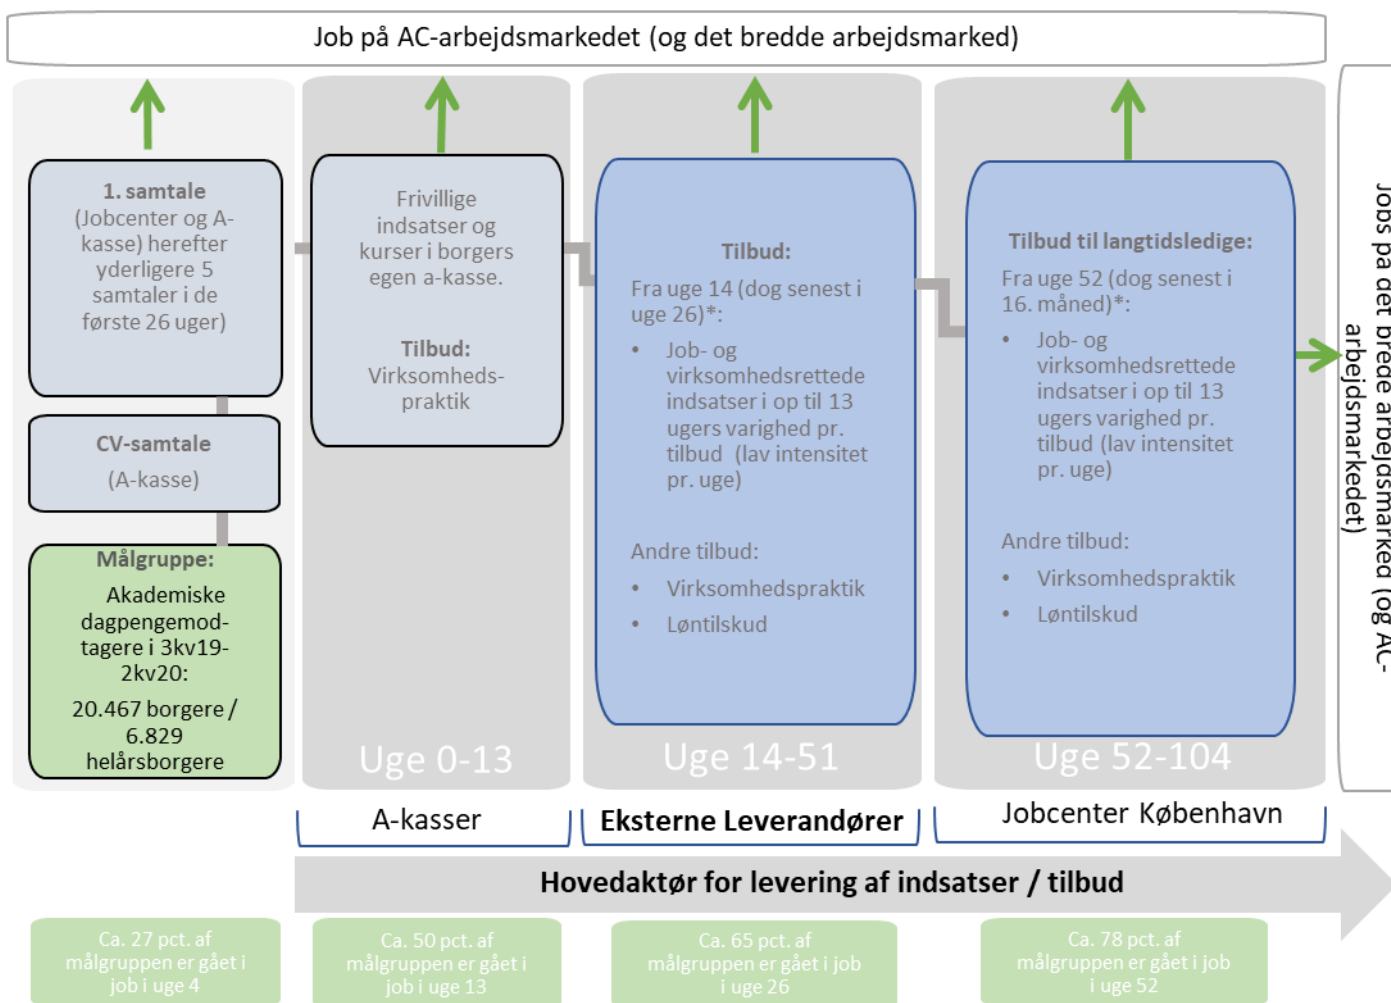 Job på AC-arbejdsmarkedet (og det bredde arbejdsmarked)
1. samtale
(Jobcenter og A-
kasse) herefter
yderligere 5
samtaler i de
første 26 uger)
CV-samtale
(A-kasse)
Målgruppe:
Akademiske
dagpengemod-
tagere i 3kv19-
2kv20:
20.467 borgere /
6.829
helårsborgere
Frivillige
indsatser og
kurser i borgers
egen a-kasse.
Tilbud:
Virksomheds-
praktik
Uge 0-13
Tilbud:
Fra uge 14 (dog senest i
uge 26)*:
• Job- og
virksomhedsrettede
indsatser i op til 13
ugers varighed pr.
tilbud (lav intensitet
pr. uge)
Andre tilbud:
• Virksomhedspraktik
• Løntilskud
Uge 14-51
Tilbud til langtidsledige:
Fra uge 52 (dog senest i
16. måned)*:
• Job- og
virksomhedsrettede
indsatser i op til 13
ugers varighed pr.
tilbud (lav intensitet
pr. uge)
Andre tilbud:
• Virksomhedspraktik
• Løntilskud
Uge 52-104
Jobs på det brede arbejdsmarked (og AC-
arbejdsmarkedet)
A-kasser
Eksterne Leverandører
Jobcenter København
Hovedaktør for levering af indsatser / tilbud
Ca. 27 pct. af
målgruppen er gået i
job i uge 4
Ca. 50 pct. af
målgruppen er gået i
job i uge 13
Ca. 65 pct. af
målgruppen er gået i job
i uge 26
Ca. 78 pct. af
målgruppen er gået i job
i uge 52